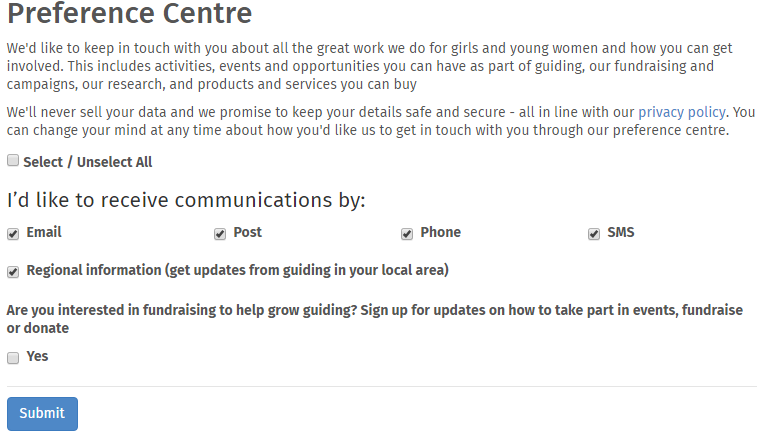 Preference Centre
We'd like to keep in touch with you about all the great work we do for girls and young women and how you can get
involved. This includes activities, events and opportunities you can have as part of guiding, our fundraising and
campaigns, our research, and products and services you can buy
We'll never sell your data and we promise to keep your details safe and secure - all in line with our privacy policy. You
can change your mind at any time about how you'd like us to get in touch with you through our preference centre.
Select / Unselect All
I’d like to receive communications by:
Email Post Phone SMS
Regional information (get updates from guiding in your local area)
Are you interested in fundraising to help grow guiding? Sign up for updates on how to take part in events, fundraise
or donate
Yes
Submit